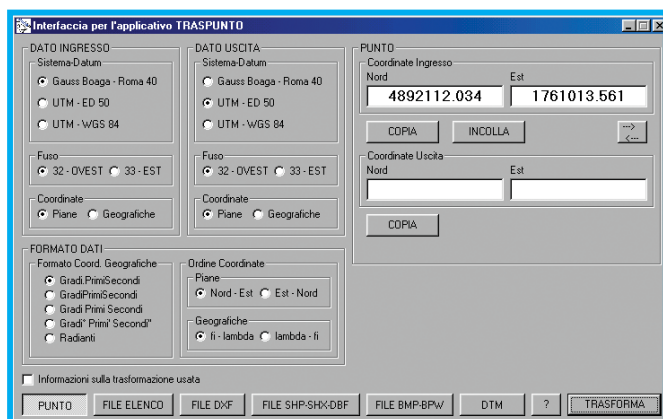 Interfaccia per l'applicativo TRASPUNTO
DATO INGRESSO
Sistema-Datum
Gauss Boaga - Roma 40
UTM - ED 50
UTM - WGS 84
Fuso
32 - OVEST 33 - EST
Coordinate
Piane Geografiche
DATO USCITA
Sistema-Datum
Gauss Boaga - Roma 40
UTM - ED 50
UTM - WGS 84
Fuso
32 - OVEST 33 - EST
Coordinate
Piane Geografiche
PUNTO
Coordinate Ingresso
Nord Est
4892112.034 1761013.561
COPIA INCOLLA --> <---
Coordinate Uscita
Nord Est
COPIA
FORMATO DATI
Formato Coord. Geografiche
Gradi.PrimiSecondi
GradiPrimiSecondi
Gradi Primi Secondi
Gradi° Primi' Secondi"
Radianti
Ordine Coordinate
Piane
Nord - Est Est - Nord
Geografiche
fi - lambda lambda - fi
Informazioni sulla trasformazione usata
PUNTO FILE ELENCO FILE DXF FILE SHP-SHX-DBF FILE BMP-BPW DTM ? TRASFORMA